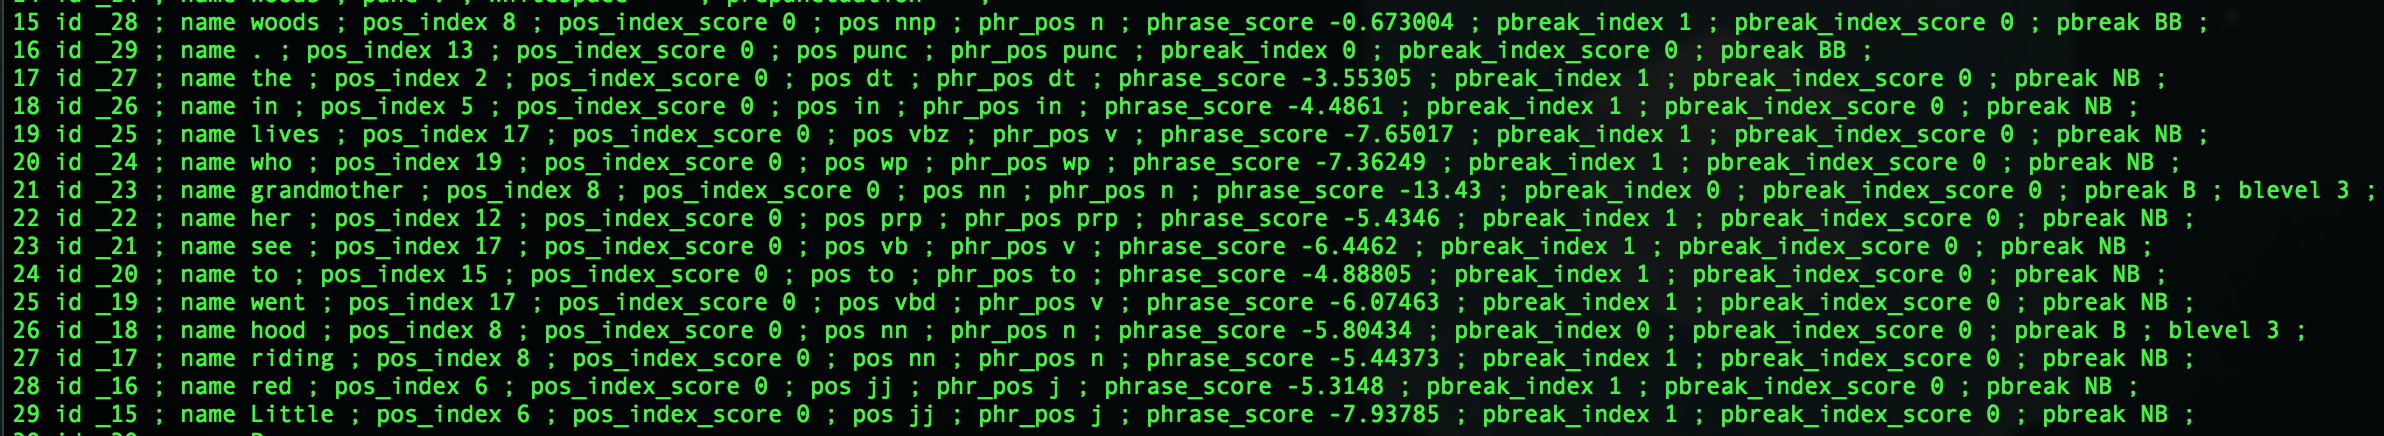 15 id _28 ; name woods ; pos_index 8 ; pos_index_score 0 ; pos nnp ; phr_pos n ; phrase_score -0.673004 ; pbreak_index 1 ; pbreak_index_score 0 ; pbreak BB ;
16 id _29 ; name . ; pos_index 13 ; pos_index_score 0 ; pos punc ; phr_pos punc ; pbreak_index 0 ; pbreak_index_score 0 ; pbreak BB ;
17 id _27 ; name the ; pos_index 2 ; pos_index_score 0 ; pos dt ; phr_pos dt ; phrase_score -3.55305 ; pbreak_index 1 ; pbreak_index_score 0 ; pbreak NB ;
18 id _26 ; name in ; pos_index 5 ; pos_index_score 0 ; pos in ; phr_pos in ; phrase_score -4.4861 ; pbreak_index 1 ; pbreak_index_score 0 ; pbreak NB ;
19 id _25 ; name lives ; pos_index 17 ; pos_index_score 0 ; pos vbz ; phr_pos v ; phrase_score -7.65017 ; pbreak_index 1 ; pbreak_index_score 0 ; pbreak NB ;
20 id _24 ; name who ; pos_index 19 ; pos_index_score 0 ; pos wp ; phr_pos wp ; phrase_score -7.36249 ; pbreak_index 1 ; pbreak_index_score 0 ; pbreak NB ;
21 id _23 ; name grandmother ; pos_index 8 ; pos_index_score 0 ; pos nn ; phr_pos n ; phrase_score -13.43 ; pbreak_index 0 ; pbreak_index_score 0 ; pbreak B ; blevel 3 ;
22 id _22 ; name her ; pos_index 12 ; pos_index_score 0 ; pos prp ; phr_pos prp ; phrase_score -5.4346 ; pbreak_index 1 ; pbreak_index_score 0 ; pbreak NB ;
23 id _21 ; name see ; pos_index 17 ; pos_index_score 0 ; pos vb ; phr_pos v ; phrase_score -6.4462 ; pbreak_index 1 ; pbreak_index_score 0 ; pbreak NB ;
24 id _20 ; name to ; pos_index 15 ; pos_index_score 0 ; pos to ; phr_pos to ; phrase_score -4.88805 ; pbreak_index 1 ; pbreak_index_score 0 ; pbreak NB ;
25 id _19 ; name went ; pos_index 17 ; pos_index_score 0 ; pos vbd ; phr_pos v ; phrase_score -6.07463 ; pbreak_index 1 ; pbreak_index_score 0 ; pbreak NB ;
26 id _18 ; name hood ; pos_index 8 ; pos_index_score 0 ; pos nn ; phr_pos n ; phrase_score -5.80434 ; pbreak_index 0 ; pbreak_index_score 0 ; pbreak B ; blevel 3 ;
27 id _17 ; name riding ; pos_index 8 ; pos_index_score 0 ; pos nn ; phr_pos n ; phrase_score -5.44373 ; pbreak_index 1 ; pbreak_index_score 0 ; pbreak NB ;
28 id _16 ; name red ; pos_index 6 ; pos_index_score 0 ; pos jj ; phr_pos j ; phrase_score -5.3148 ; pbreak_index 1 ; pbreak_index_score 0 ; pbreak NB ;
29 id _15 ; name Little ; pos_index 6 ; pos_index_score 0 ; pos jj ; phr_pos j ; phrase_score -7.93785 ; pbreak_index 1 ; pbreak_index_score 0 ; pbreak NB ;